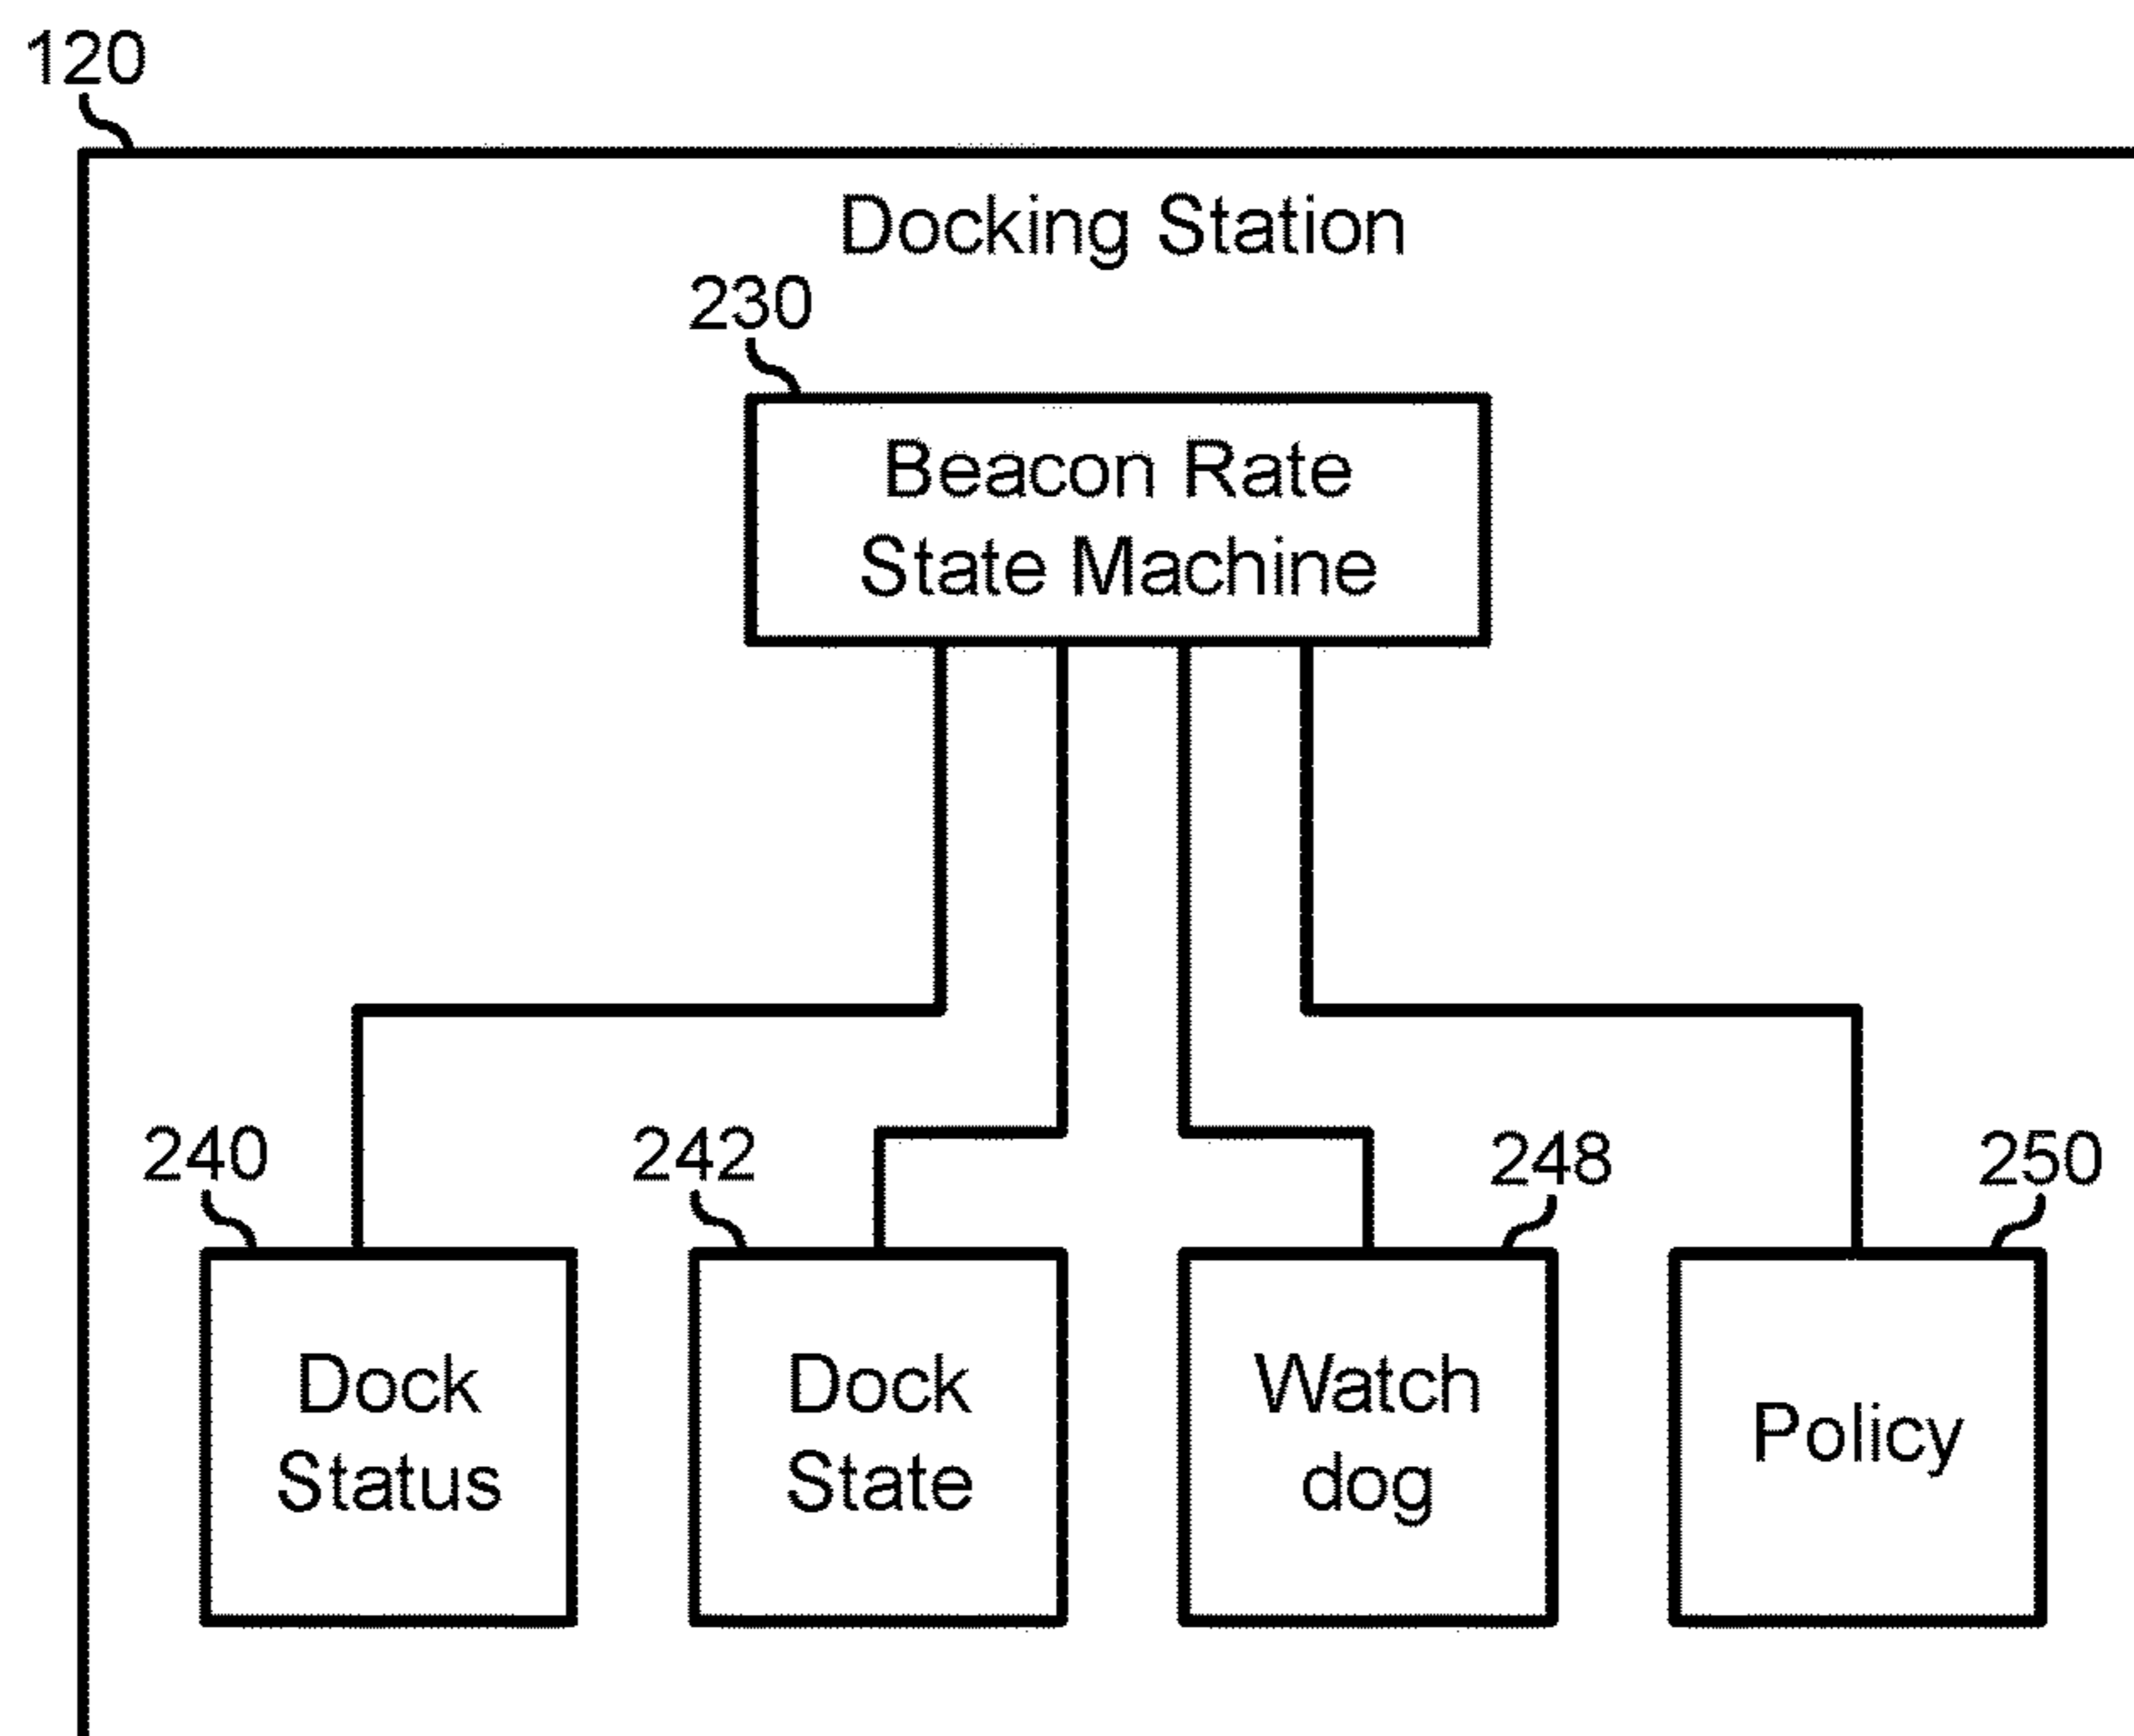 120
Docking Station
230
Beacon Rate
State Machine
240
242
248
250
Dock
Status
Dock
State
Watch
dog
Policy